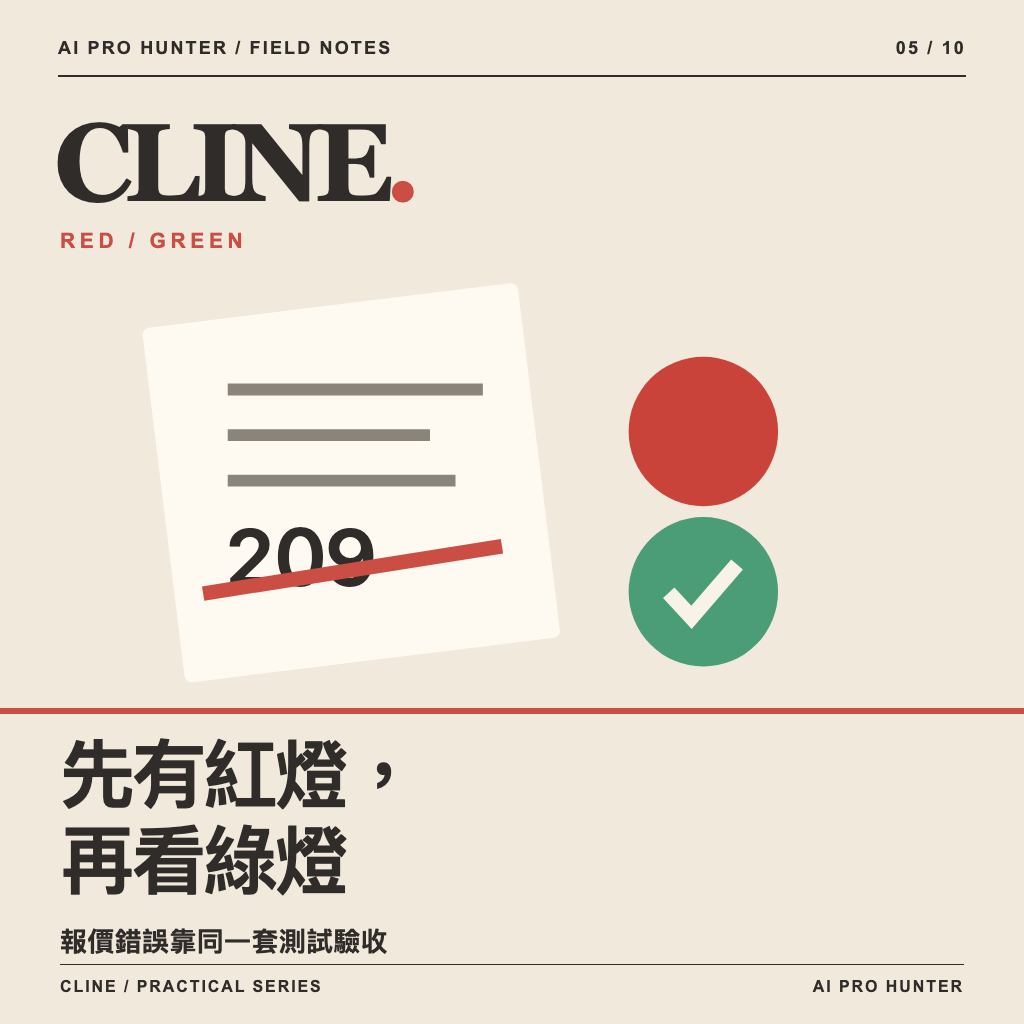 AI PRO HUNTER / FIELD NOTES
05 / 10
CLINE.
RED / GREEN
209
先有紅燈，
再看綠燈
報價錯誤靠同一套測試驗收
CLINE / PRACTICAL SERIES
AI PRO HUNTER